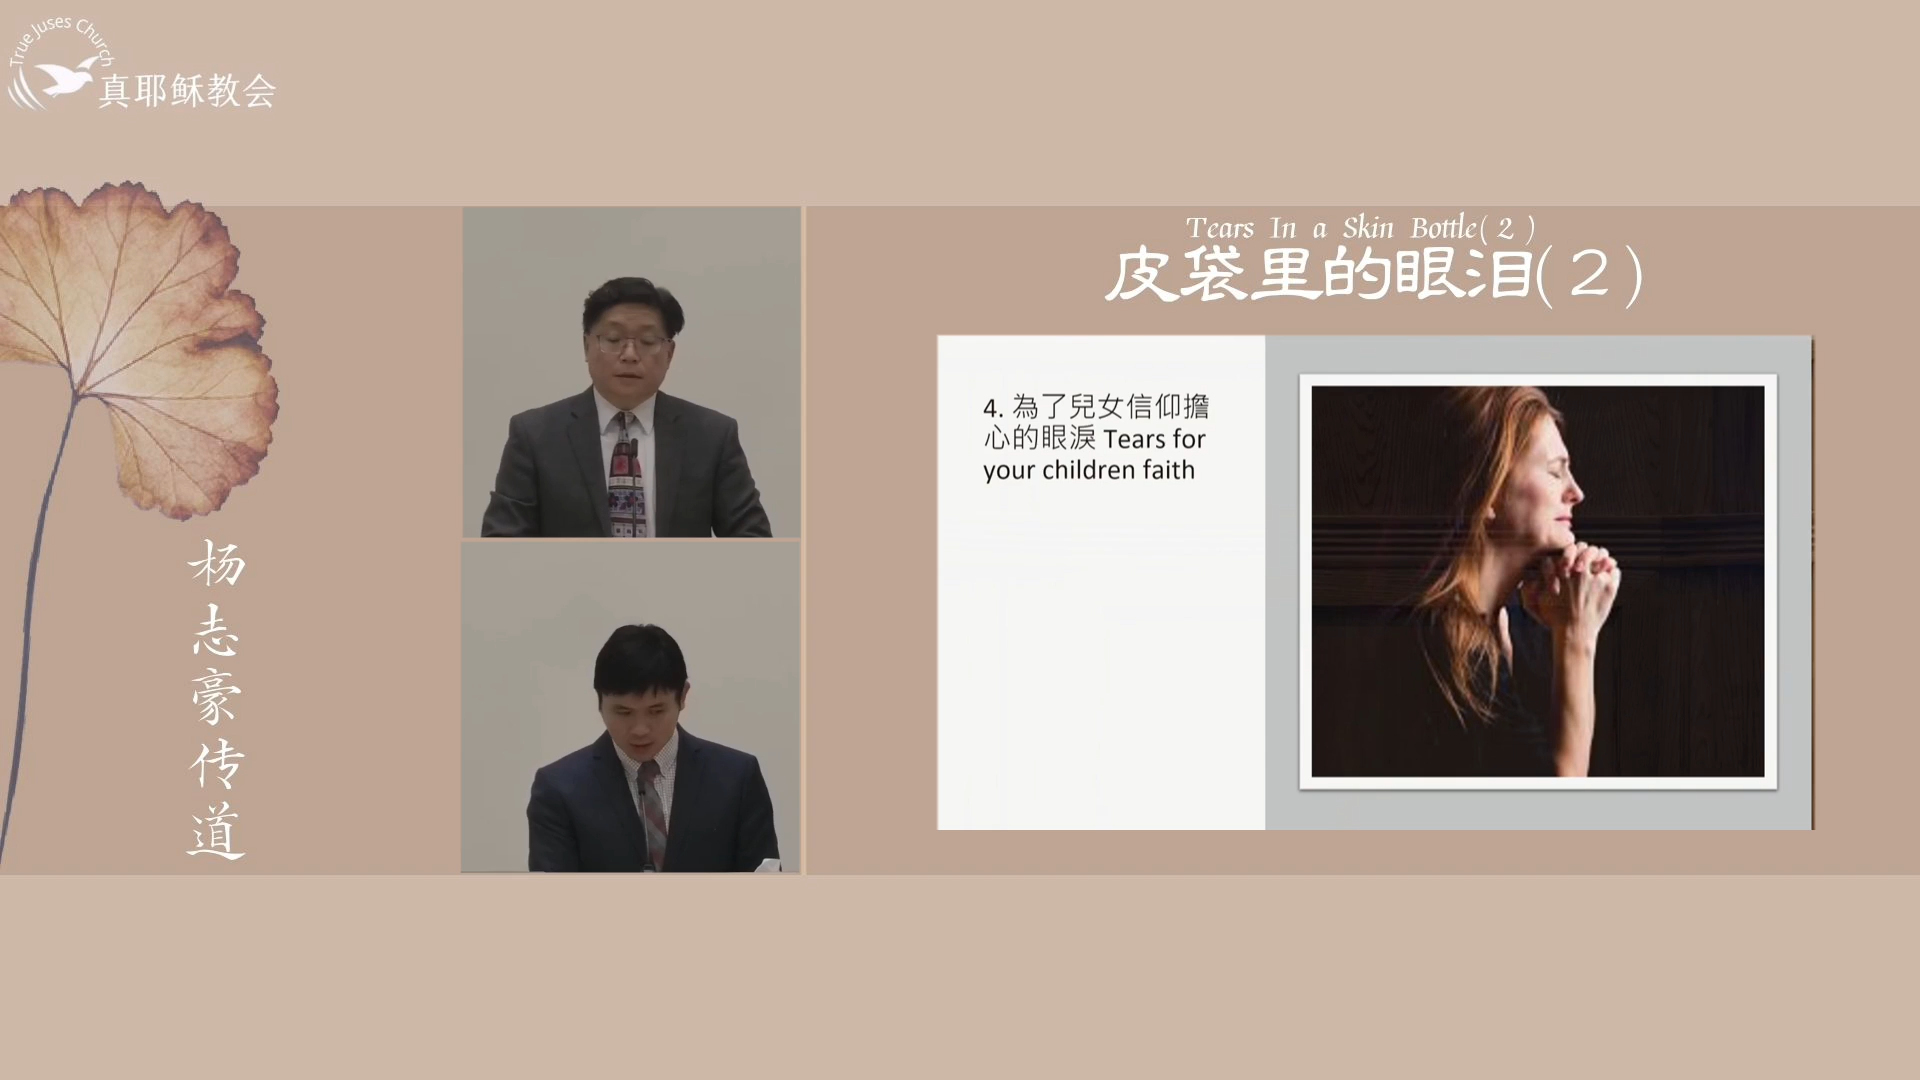 True Juses Church
真耶稣教会
Tears In a Skin Bottle(2)
皮袋里的眼泪(2)
4. 為了兒女信仰擔
心的眼淚 Tears for
your children faith
杨志豪传道